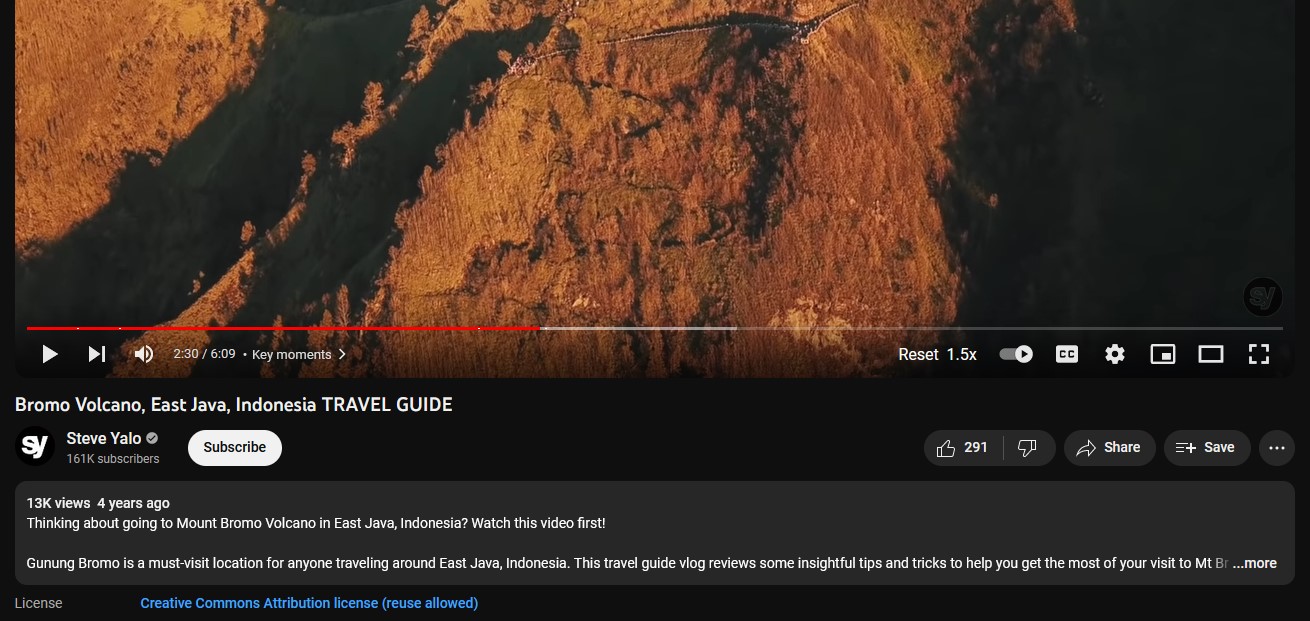 sy
2:30 / 6:09 • Key moments
Reset 1.5x
CC
Bromo Volcano, East Java, Indonesia TRAVEL GUIDE
sy
Steve Yalo
161K subscribers
Subscribe
291
Share
Save
13K views 4 years ago
Thinking about going to Mount Bromo Volcano in East Java, Indonesia? Watch this video first!
Gunung Bromo is a must-visit location for anyone traveling around East Java, Indonesia. This travel guide vlog reviews some insightful tips and tricks to help you get the most of your visit to Mt Br ...more
License Creative Commons Attribution license (reuse allowed)